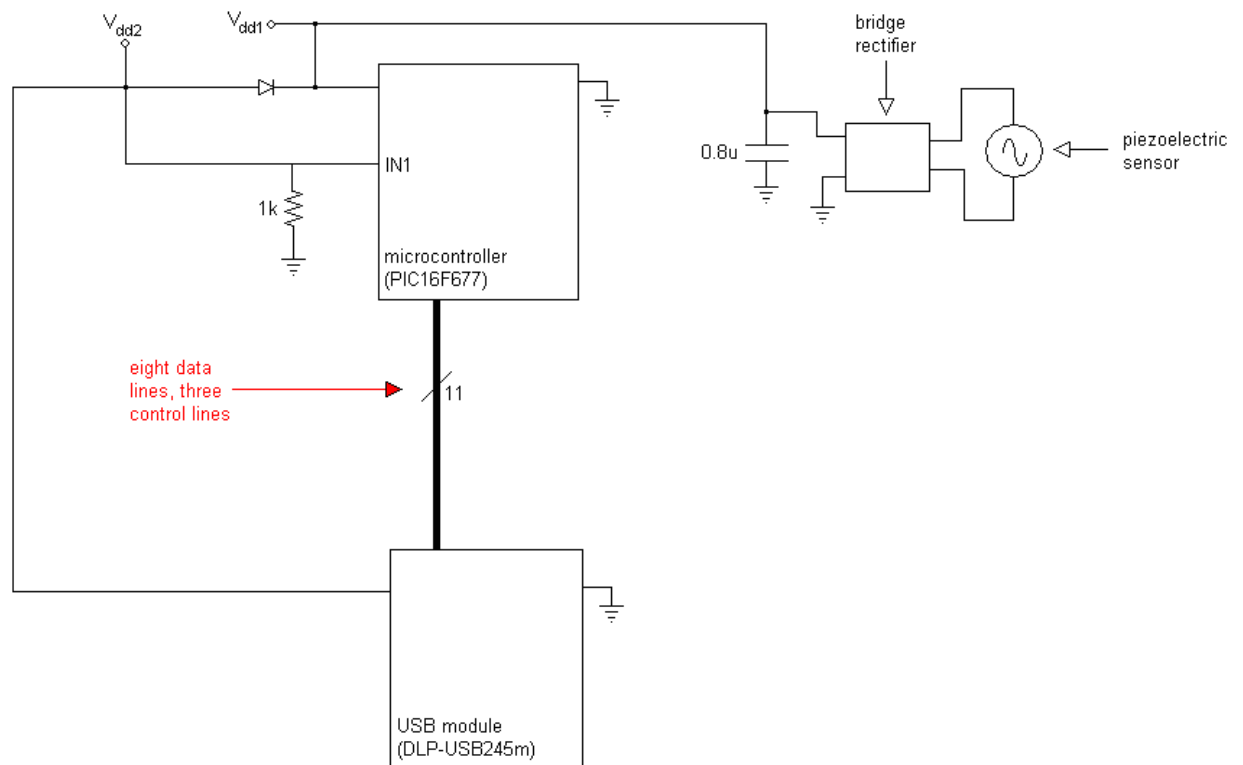 Vdd2
Vdd1
bridge
rectifier
0.8u
piezoelectric
sensor
IN1
1k
microcontroller
(PIC16F677)
eight data
lines, three
control lines
11
USB module
(DLP-USB245m)